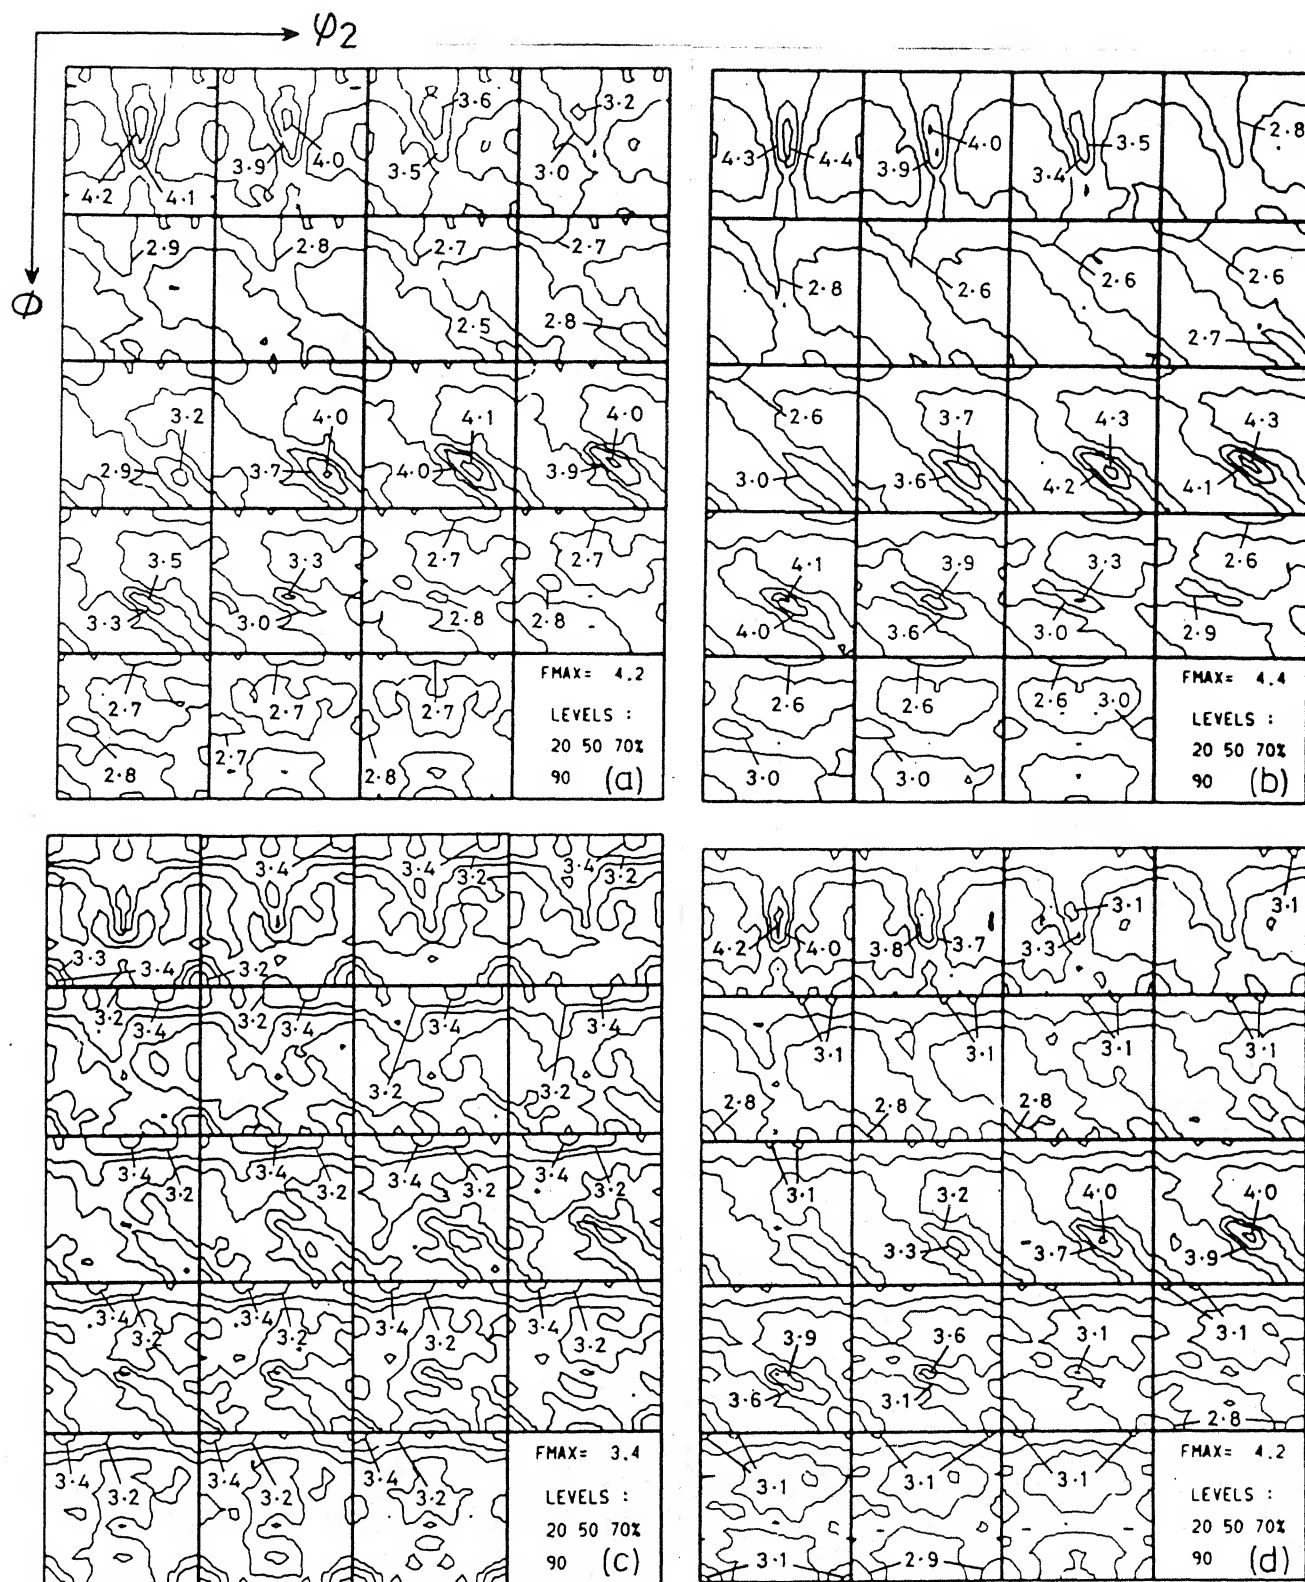 φ2
Φ
3·6 3·2
3·9 4·0 3·5 3·0
4·2 4·1
2·9 2·8 2·7 2·7
2·5 2·8
3·2 4·0 4·1 4·0
2·9 3·7 4·0 3·9
3·5 3·3 2·7 2·7
3·3 3·0 2·8 2·8
2·7 2·7 2·7
2·8 2·7 2·8
FMAX= 4.2
LEVELS :
20 50 70%
90 (a)
2·8
4·3 4·4 3·9 4·0 3·4 3·5
2·8 2·6 2·6 2·6
2·7
2·6 3·7 4·3 4·3
3·0 3·6 4·2 4·1
4·1 3·9 3·3 2·6
4·0 3·6 3·0 2·9
2·6 2·6 2·6 3·0
3·0 3·0
FMAX= 4.4
LEVELS :
20 50 70%
90 (b)
3·4 3·4 3·2 3·4 3·2
3·3 3·4 3·2
3·2 3·4 3·2 3·4 3·4 3·4
3·2 3·2
3·4 3·2 3·4 3·2 3·4 3·2 3·4 3·2
3·4 3·2 3·4 3·2 3·4 3·2 3·4 3·2
3·4 3·2 3·4 3·2 3·4 3·2
FMAX= 3.4
LEVELS :
20 50 70%
90 (c)
3·1 3·1
4·2 4·0 3·8 3·7 3·3
3·1 3·1 3·1 3·1
2·8 2·8 2·8
3·1 3·2 4·0 4·0
3·3 3·7 3·9
3·9 3·6 3·1 3·1
3·6 3·1 2·8
3·1 3·1 3·1
3·1 2·9
FMAX= 4.2
LEVELS :
20 50 70%
90 (d)